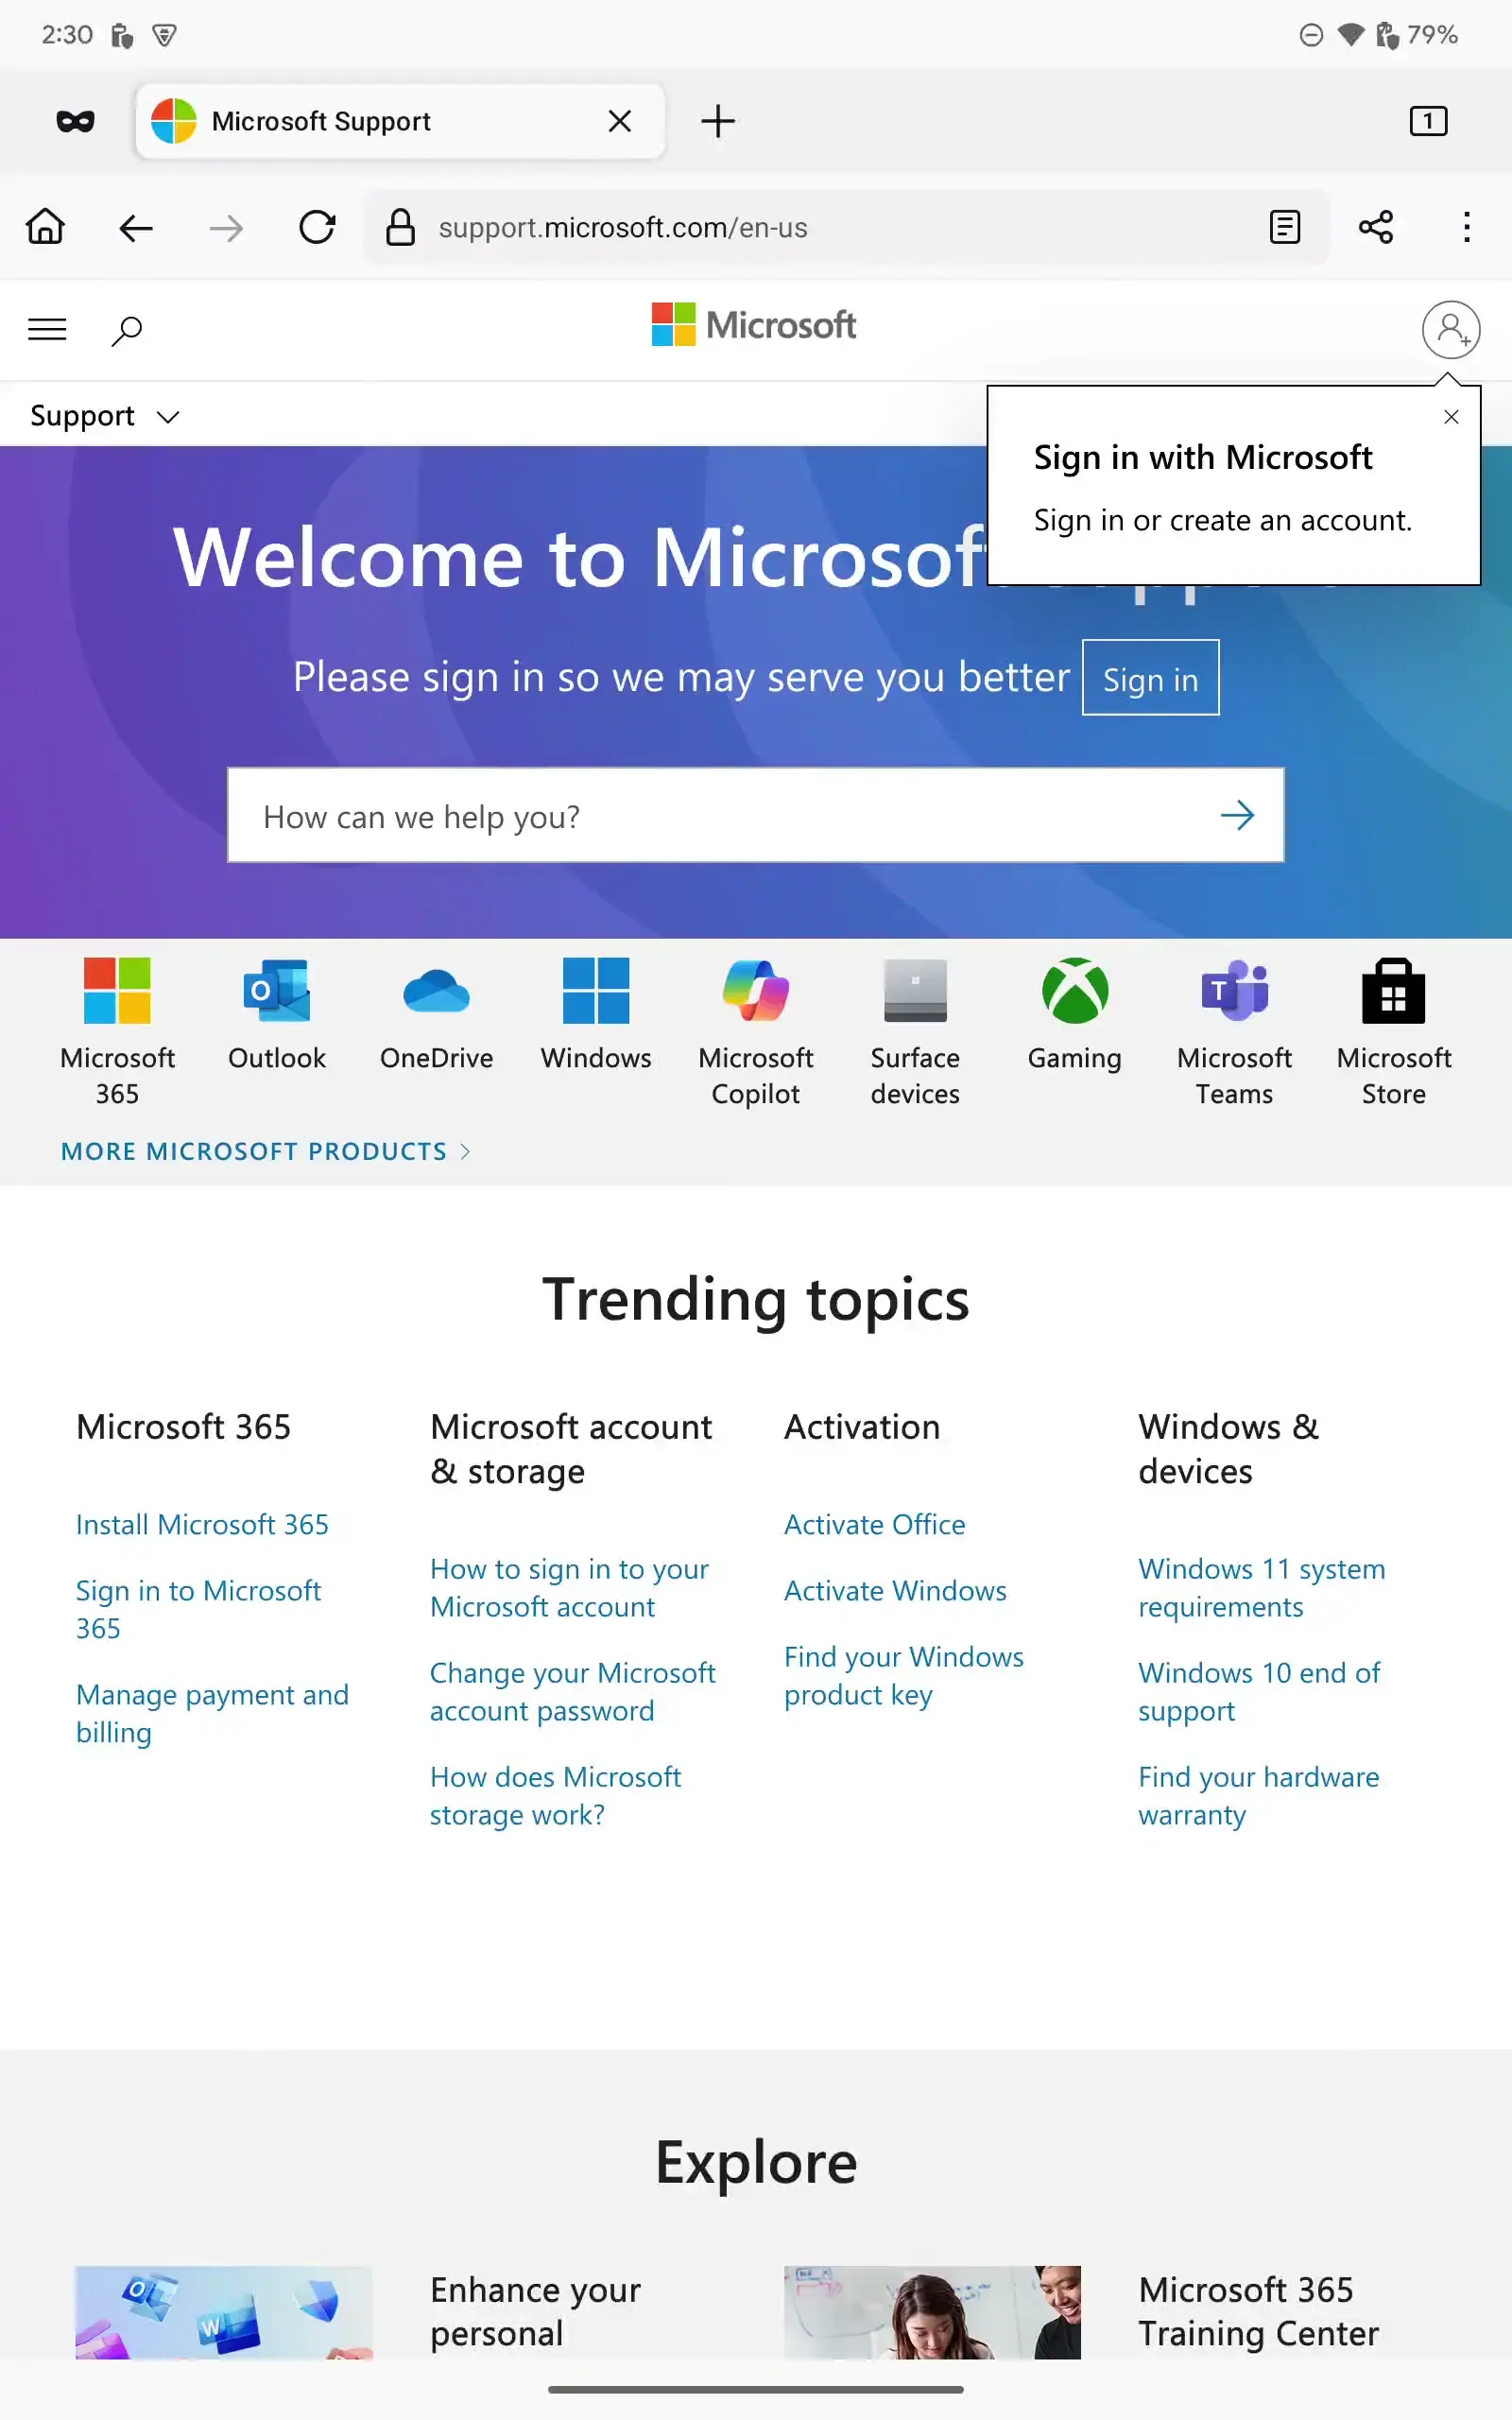 2:30
79%
Microsoft Support
1
support.microsoft.com/en-us
Microsoft
Support
Sign in with Microsoft
Sign in or create an account.
Welcome to Microsoft
Please sign in so we may serve you better
Sign in
How can we help you?
Microsoft
365
Outlook
OneDrive
Windows
Microsoft
Copilot
Surface
devices
Gaming
Microsoft
Teams
Microsoft
Store
MORE MICROSOFT PRODUCTS
Trending topics
Microsoft 365
Install Microsoft 365
Sign in to Microsoft
365
Manage payment and
billing
Microsoft account
& storage
How to sign in to your
Microsoft account
Change your Microsoft
account password
How does Microsoft
storage work?
Activation
Activate Office
Activate Windows
Find your Windows
product key
Windows &
devices
Windows 11 system
requirements
Windows 10 end of
support
Find your hardware
warranty
Explore
Enhance your
personal
Microsoft 365
Training Center